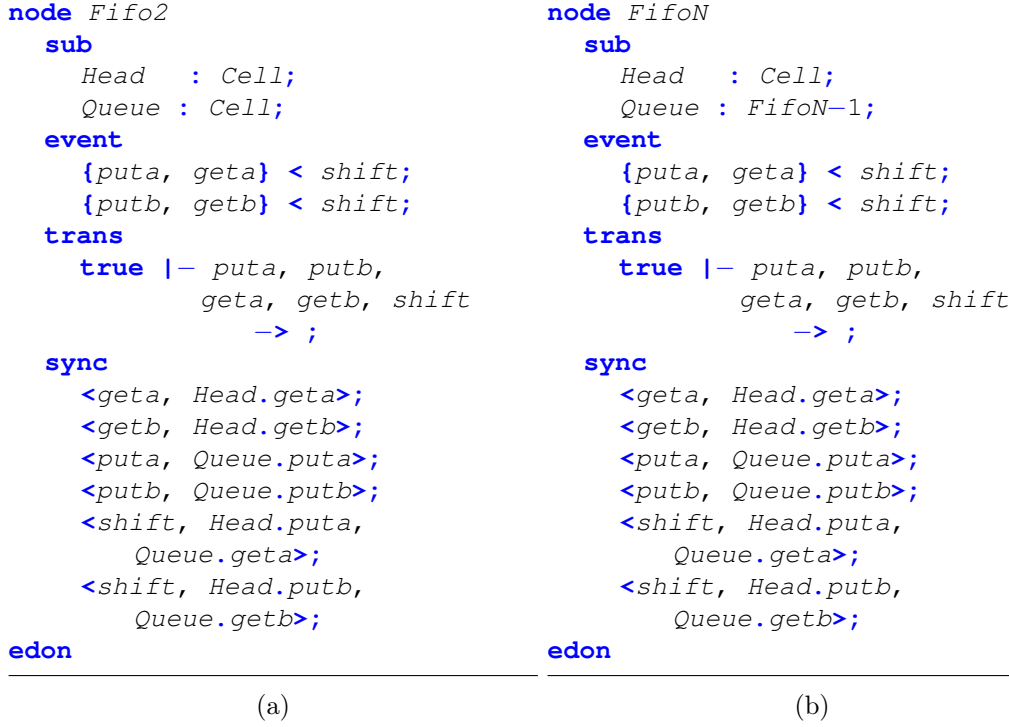 node Fifo2
sub
Head : Cell;
Queue : Cell;
event
{puta, geta} < shift;
{putb, getb} < shift;
trans
true |− puta, putb,
geta, getb, shift
−> ;
sync
<geta, Head.geta>;
<getb, Head.getb>;
<puta, Queue.puta>;
<putb, Queue.putb>;
<shift, Head.puta,
Queue.geta>;
<shift, Head.putb,
Queue.getb>;
edon
(a)
node FifoN
sub
Head : Cell;
Queue : FifoN−1;
event
{puta, geta} < shift;
{putb, getb} < shift;
trans
true |− puta, putb,
geta, getb, shift
−> ;
sync
<geta, Head.geta>;
<getb, Head.getb>;
<puta, Queue.puta>;
<putb, Queue.putb>;
<shift, Head.puta,
Queue.geta>;
<shift, Head.putb,
Queue.getb>;
edon
(b)